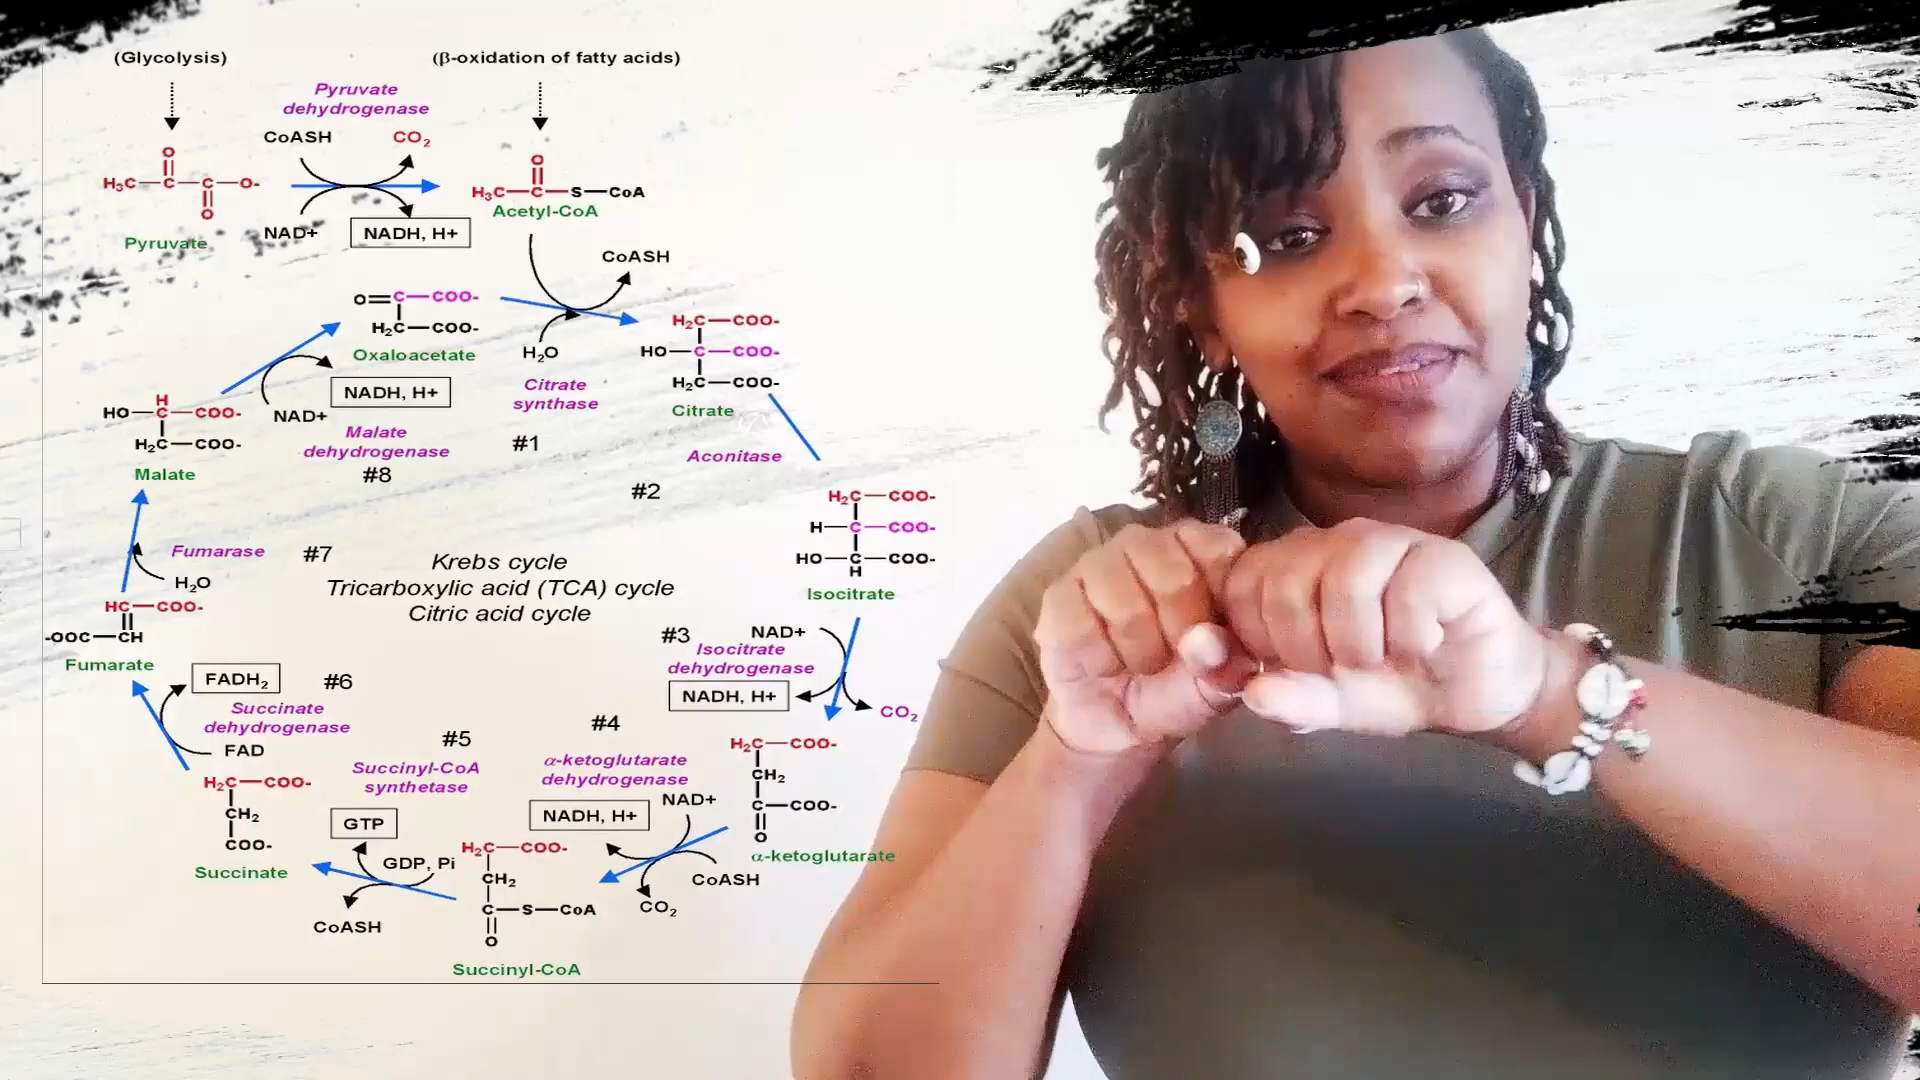 (Glycolysis)
(β-oxidation of fatty acids)
Pyruvate
dehydrogenase
CoASH
CO₂
O
H₃C—C—C—O-
O
NAD+
NADH, H+
Pyruvate
O
H₃C—C—S—CoA
Acetyl-CoA
CoASH
O=C—COO-
H₂C—COO-
Oxaloacetate
H₂O
Citrate
synthase
#1
H₂C—COO-
HO—C—COO-
H₂C—COO-
Citrate
Aconitase
#2
H₂C—COO-
H—C—COO-
HO—C—COO-
H
Isocitrate
#3
NAD+
Isocitrate
dehydrogenase
NADH, H+
CO₂
H₂C—COO-
CH₂
C—COO-
O
α-ketoglutarate
#4
α-ketoglutarate
dehydrogenase
NADH, H+
NAD+
CoASH
CO₂
H₂C—COO-
CH₂
C—S—CoA
O
Succinyl-CoA
#5
Succinyl-CoA
synthetase
GTP
GDP, Pi
CoASH
H₂C—COO-
CH₂
COO-
Succinate
#6
FADH₂
Succinate
dehydrogenase
FAD
HC—COO-
-OOC—CH
Fumarate
#7
Fumarase
H₂O
H
HO—C—COO-
H₂C—COO-
Malate
NADH, H+
NAD+
Malate
dehydrogenase
#8
Krebs cycle
Tricarboxylic acid (TCA) cycle
Citric acid cycle